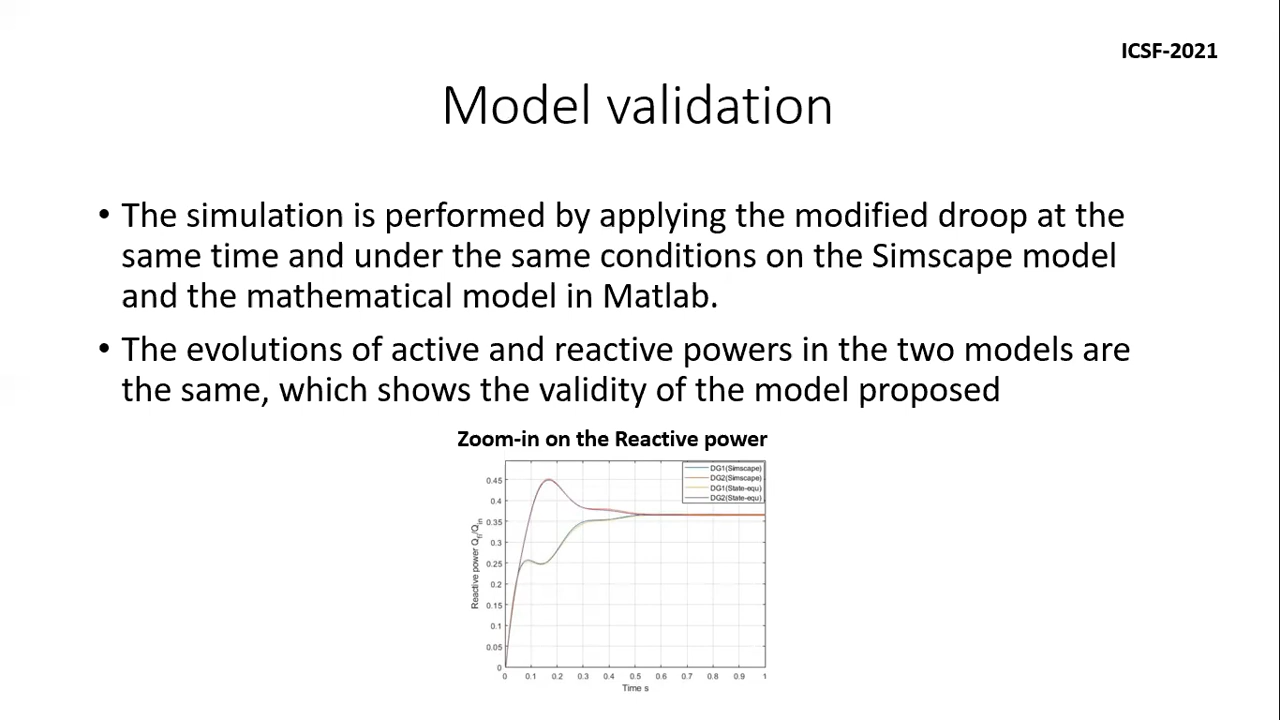 ICSF-2021
Model validation
• The simulation is performed by applying the modified droop at the
same time and under the same conditions on the Simscape model
and the mathematical model in Matlab.
• The evolutions of active and reactive powers in the two models are
the same, which shows the validity of the model proposed
Zoom-in on the Reactive power
DG1(Simscape)
DG2(Simscape)
DG1(State-equ)
DG2(State-equ)
Reactive power Qfi/Qfn
0.45
0.4
0.35
0.3
0.25
0.2
0.15
0.1
0.05
0
0 0.1 0.2 0.3 0.4 0.5 0.6 0.7 0.8 0.9 1
Time s